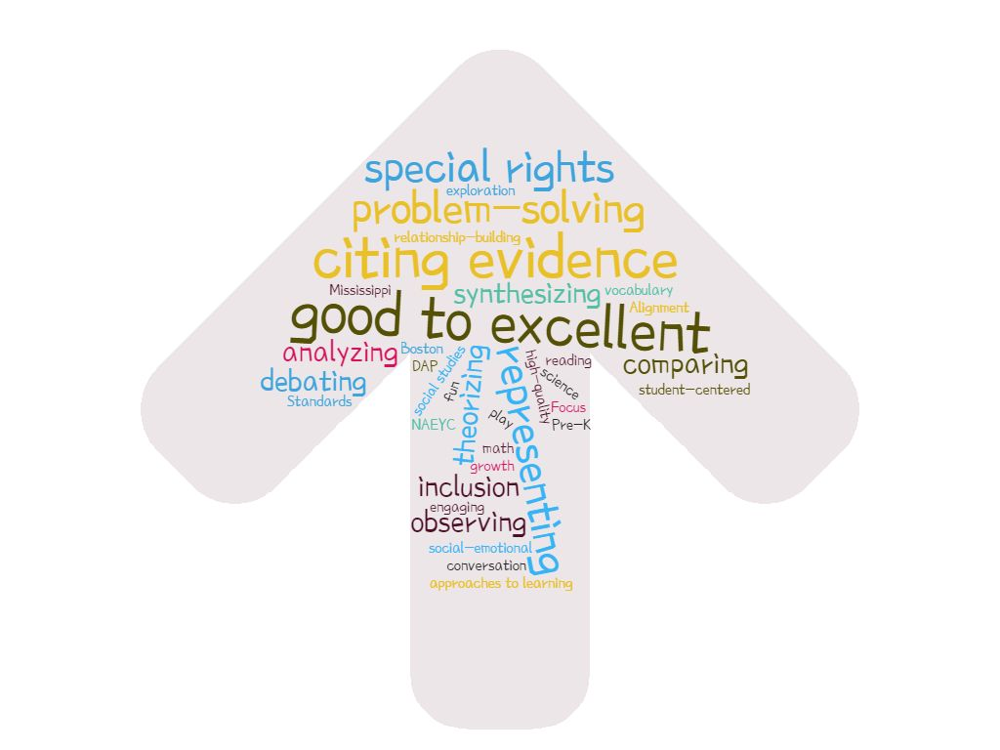 special rights
exploration
problem-solving
relationship-building
citing evidence
Mississippi
synthesizing
vocabulary
Alignment
good to excellent
analyzing
Boston
social studies
theorizing
representing
high-quality
reading
comparing
DAP
debating
fun
science
student-centered
Standards
Focus
NAEYC
play
Pre-K
math
growth
inclusion
engaging
observing
social-emotional
conversation
approaches to learning